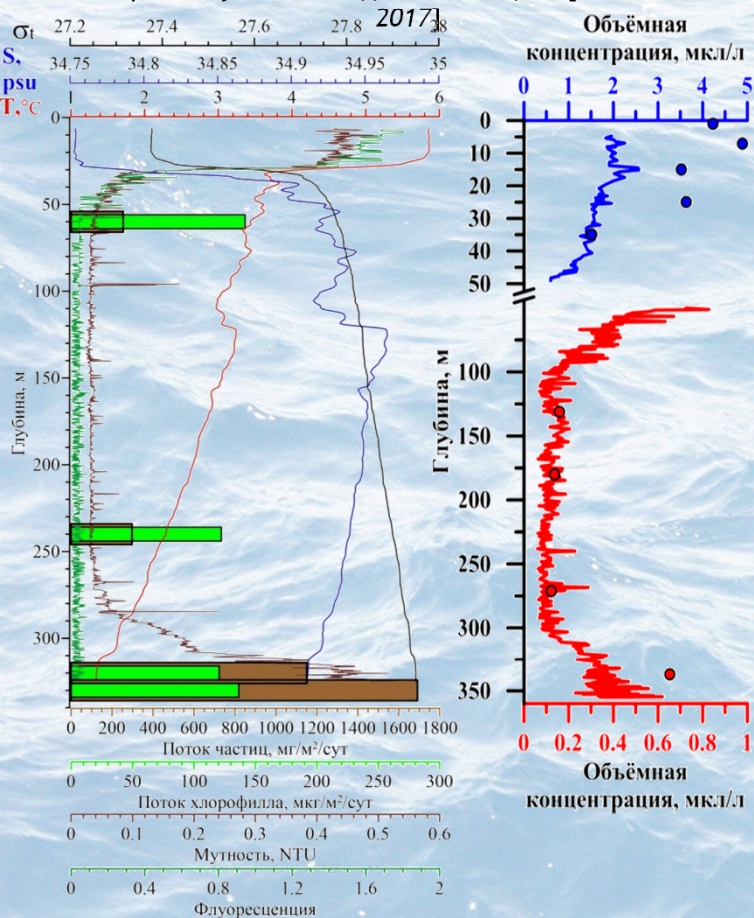 2017]
σt
27.2 27.4 27.6 27.8 28
S,
psu
34.75 34.8 34.85 34.9 34.95 35
T,°C
1 2 3 4 5 6
Глубина, м
0
50
100
150
200
250
300
0 200 400 600 800 1000 1200 1400 1600 1800
Поток частиц, мг/м²/сут
0 50 100 150 200 250 300
Поток хлорофилла, мкг/м²/сут
0 0.1 0.2 0.3 0.4 0.5 0.6
Мутность, NTU
0 0.4 0.8 1.2 1.6 2
Флуоресценция
Объёмная
концентрация, мкл/л
0 1 2 3 4 5
Глубина, м
0
10
20
30
40
50
100
150
200
250
300
350
0 0.2 0.4 0.6 0.8 1
Объёмная
концентрация, мкл/л